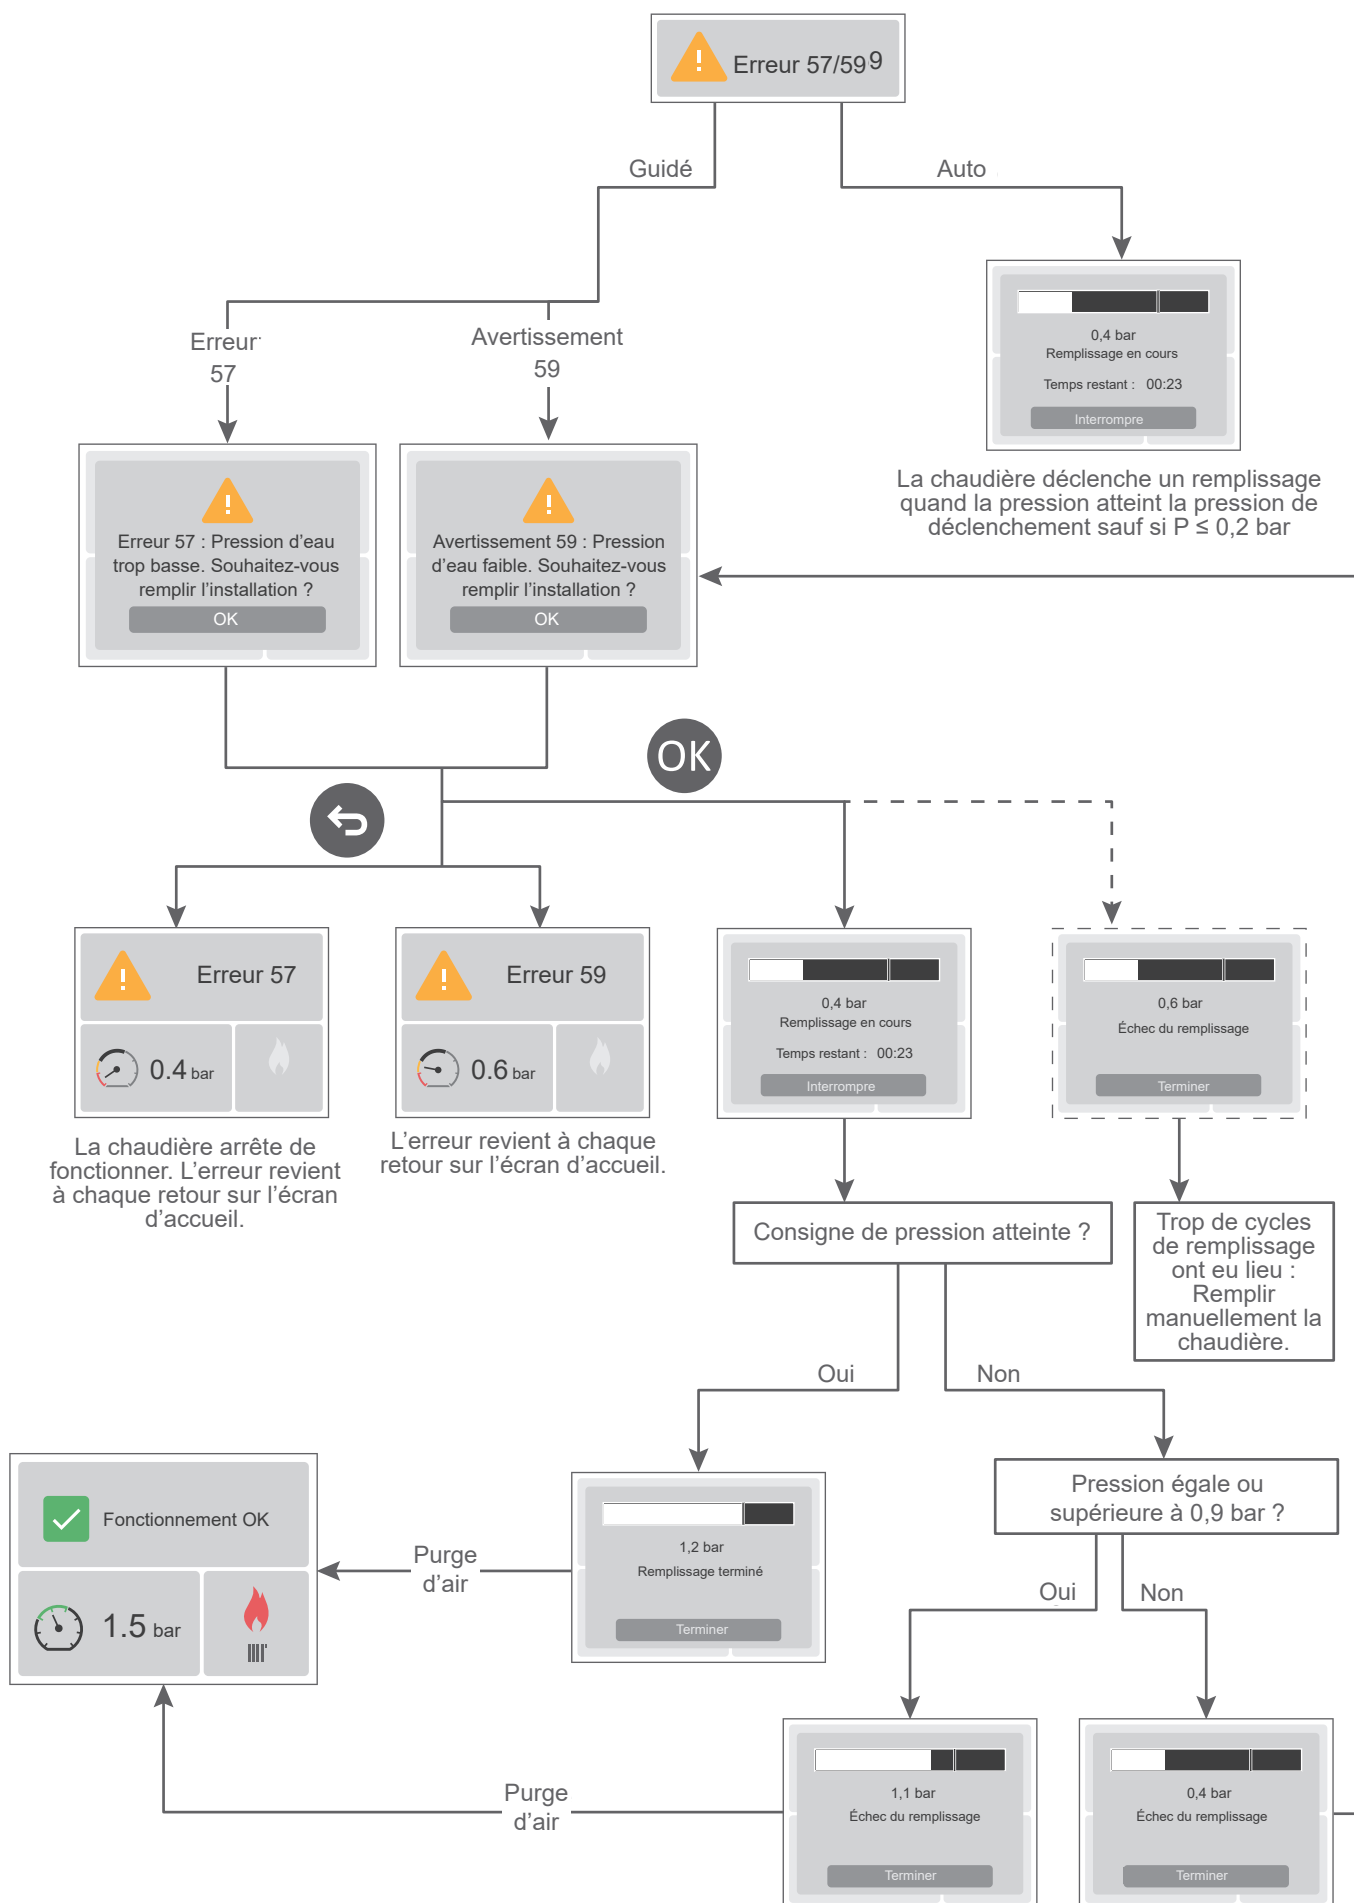 Erreur 57/59 9
Guidé
Auto
0,4 bar
Remplissage en cours
Temps restant : 00:23
Interrompre
La chaudière déclenche un remplissage
quand la pression atteint la pression de
déclenchement sauf si P ≤ 0,2 bar
Erreur
57
Avertissement
59
Erreur 57 : Pression d'eau
trop basse. Souhaitez-vous
remplir l'installation ?
OK
Avertissement 59 : Pression
d'eau faible. Souhaitez-vous
remplir l'installation ?
OK
OK
Erreur 57
0.4 bar
La chaudière arrête de
fonctionner. L'erreur revient
à chaque retour sur l'écran
d'accueil.
Erreur 59
0.6 bar
L'erreur revient à chaque
retour sur l'écran d'accueil.
0,4 bar
Remplissage en cours
Temps restant : 00:23
Interrompre
0,6 bar
Échec du remplissage
Terminer
Consigne de pression atteinte ?
Trop de cycles
de remplissage
ont eu lieu :
Remplir
manuellement la
chaudière.
Oui
Non
Fonctionnement OK
1.5 bar
Purge
d'air
1,2 bar
Remplissage terminé
Terminer
Pression égale ou
supérieure à 0,9 bar ?
Oui
Non
Purge
d'air
1,1 bar
Échec du remplissage
Terminer
0,4 bar
Échec du remplissage
Terminer